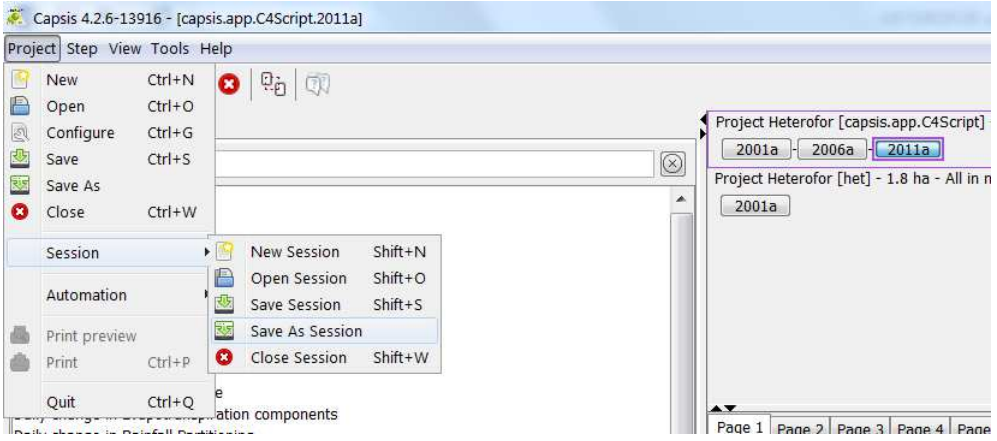 Capsis 4.2.6-13916 - [capsis.app.C4Script.2011a]
Project Step View Tools Help
New Ctrl+N
Open Ctrl+O
Configure Ctrl+G
Save Ctrl+S
Save As
Close Ctrl+W
Session
Automation
Print preview
Print Ctrl+P
Quit Ctrl+Q
New Session Shift+N
Open Session Shift+O
Save Session Shift+S
Save As Session
Close Session Shift+W
ation components
Project Heterofor [capsis.app.C4Script] -
2001a - 2006a - 2011a
Project Heterofor [het] - 1.8 ha - All in n
2001a
Page 1 Page 2 Page 3 Page 4 Page